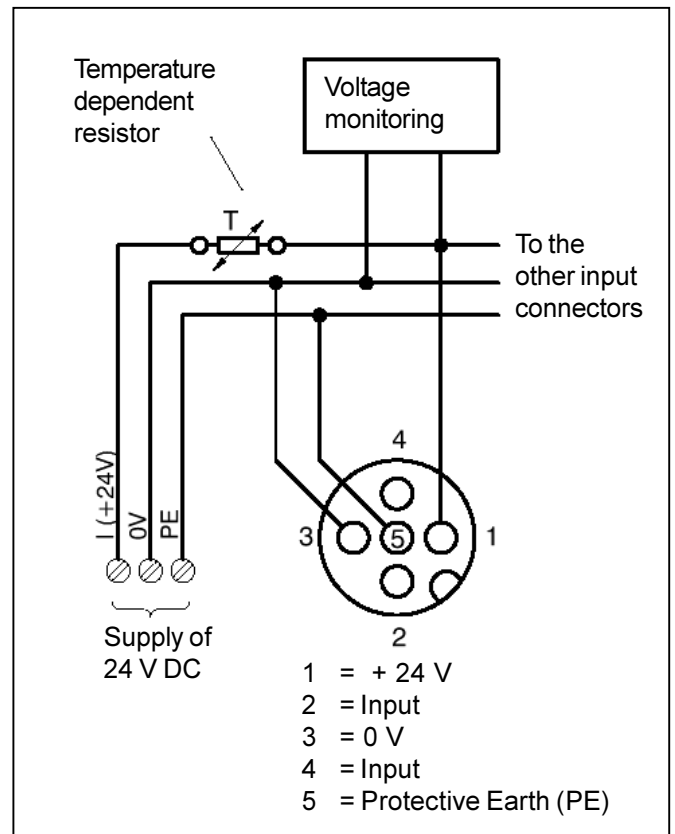 Temperature
dependent
resistor
Voltage
monitoring
T
To the
other input
connectors
I (+24V)
0V
PE
4
3
5
1
2
Supply of
24 V DC
1 = + 24 V
2 = Input
3 = 0 V
4 = Input
5 = Protective Earth (PE)